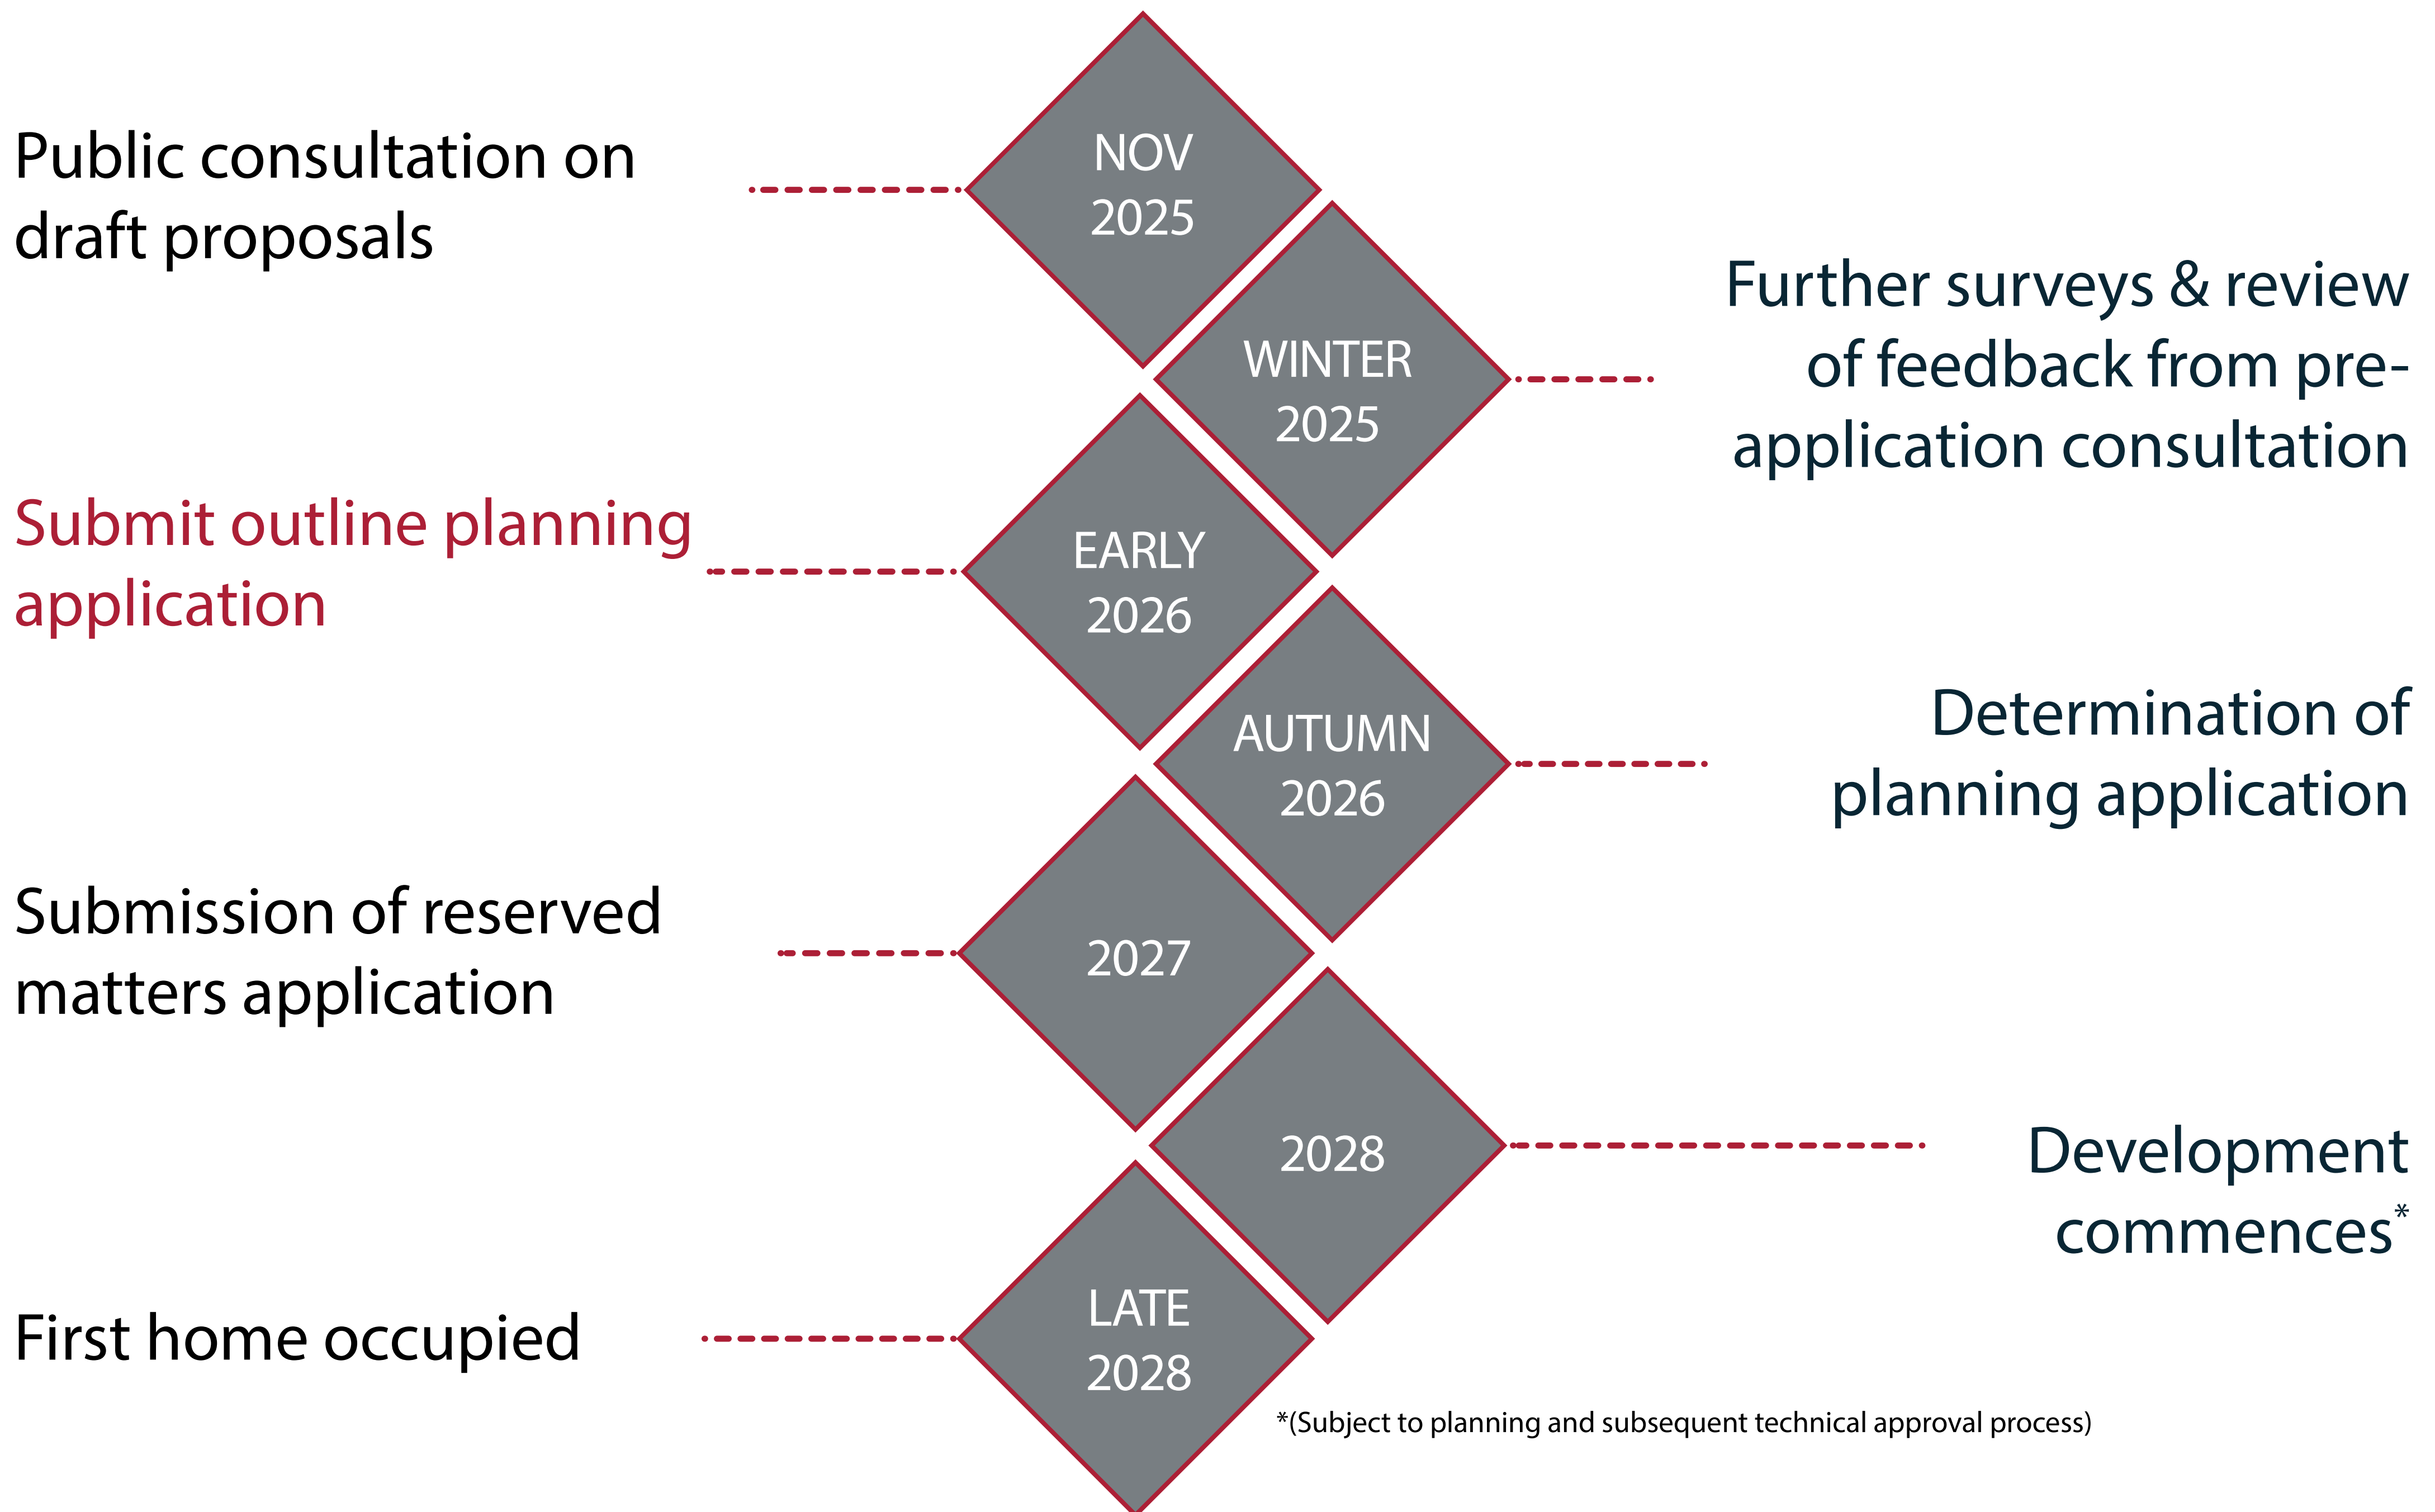 Public consultation on
draft proposals
NOV
2025
WINTER
2025
Further surveys & review
of feedback from pre-
application consultation
Submit outline planning
application
EARLY
2026
AUTUMN
2026
Determination of
planning application
Submission of reserved
matters application
2027
2028
Development
commences*
First home occupied
LATE
2028
*(Subject to planning and subsequent technical approval process)